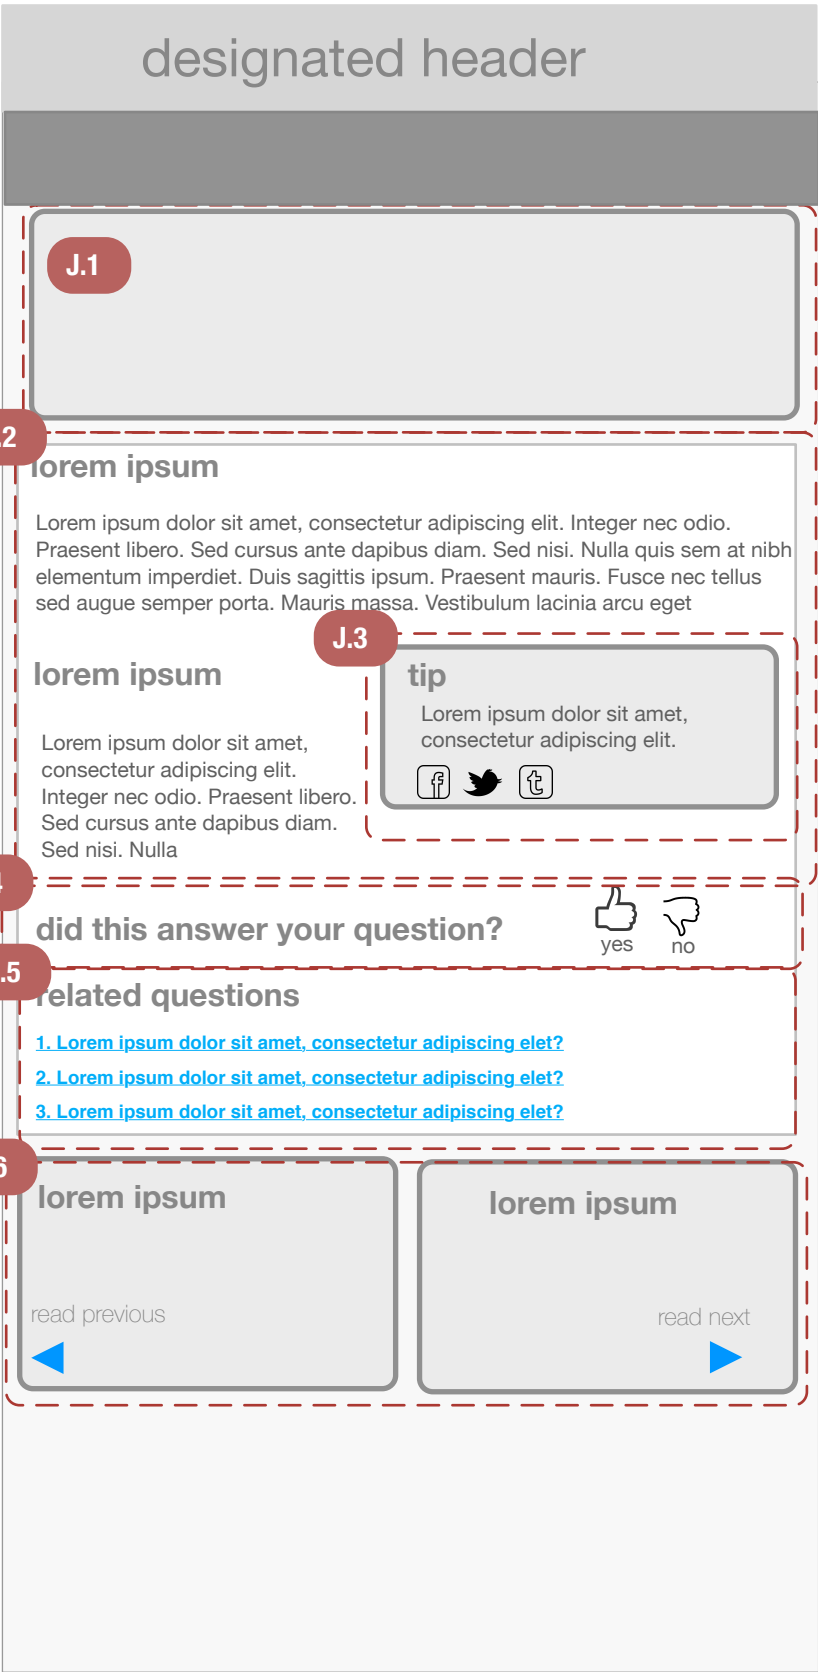 designated header
J.1
.2
lorem ipsum
Lorem ipsum dolor sit amet, consectetur adipiscing elit. Integer nec odio.
Praesent libero. Sed cursus ante dapibus diam. Sed nisi. Nulla quis sem at nibh
elementum imperdiet. Duis sagittis ipsum. Praesent mauris. Fusce nec tellus
sed augue semper porta. Mauris massa. Vestibulum lacinia arcu eget
J.3
lorem ipsum
Lorem ipsum dolor sit amet,
consectetur adipiscing elit.
Integer nec odio. Praesent libero.
Sed cursus ante dapibus diam.
Sed nisi. Nulla
tip
Lorem ipsum dolor sit amet,
consectetur adipiscing elit.
f t
did this answer your question?
yes no
.5
related questions
1. Lorem ipsum dolor sit amet, consectetur adipiscing elet?
2. Lorem ipsum dolor sit amet, consectetur adipiscing elet?
3. Lorem ipsum dolor sit amet, consectetur adipiscing elet?
6
lorem ipsum
read previous
lorem ipsum
read next